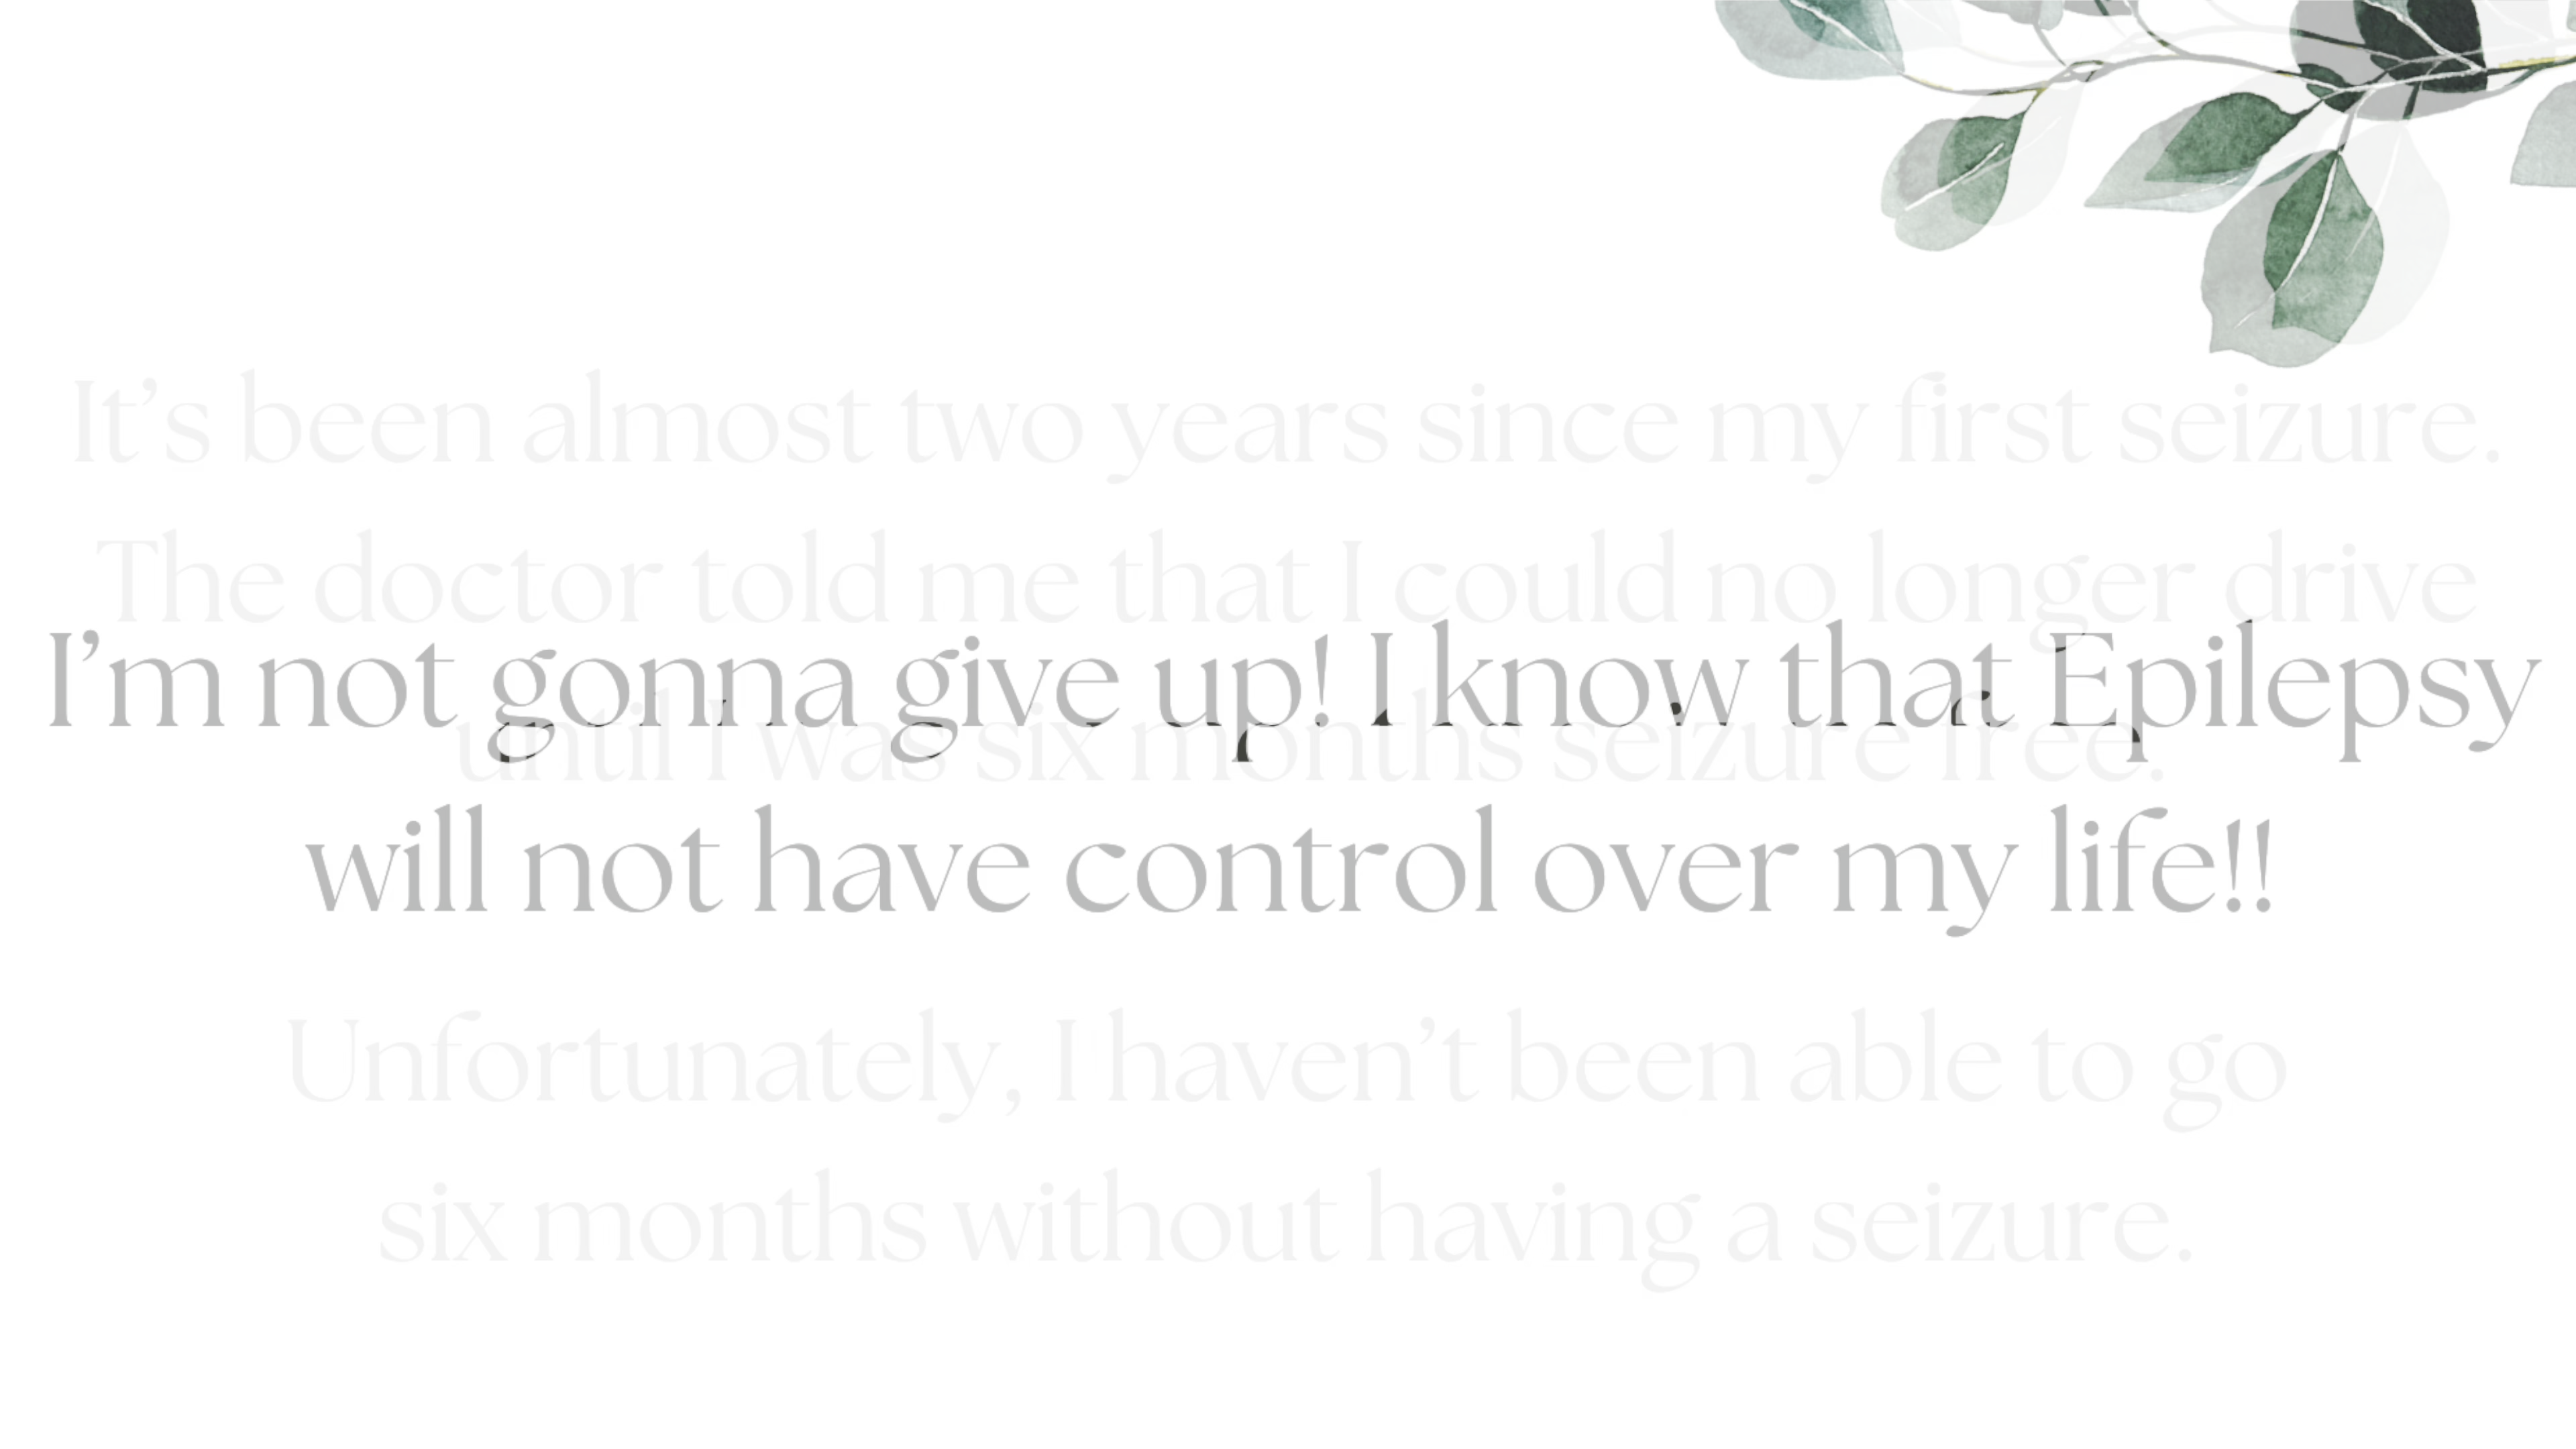 It's been almost two years since my first seizure.
The doctor told me that I could no longer drive
until I was six months seizure free.
I'm not gonna give up! I know that Epilepsy
will not have control over my life!!
Unfortunately, I haven't been able to go
six months without having a seizure.